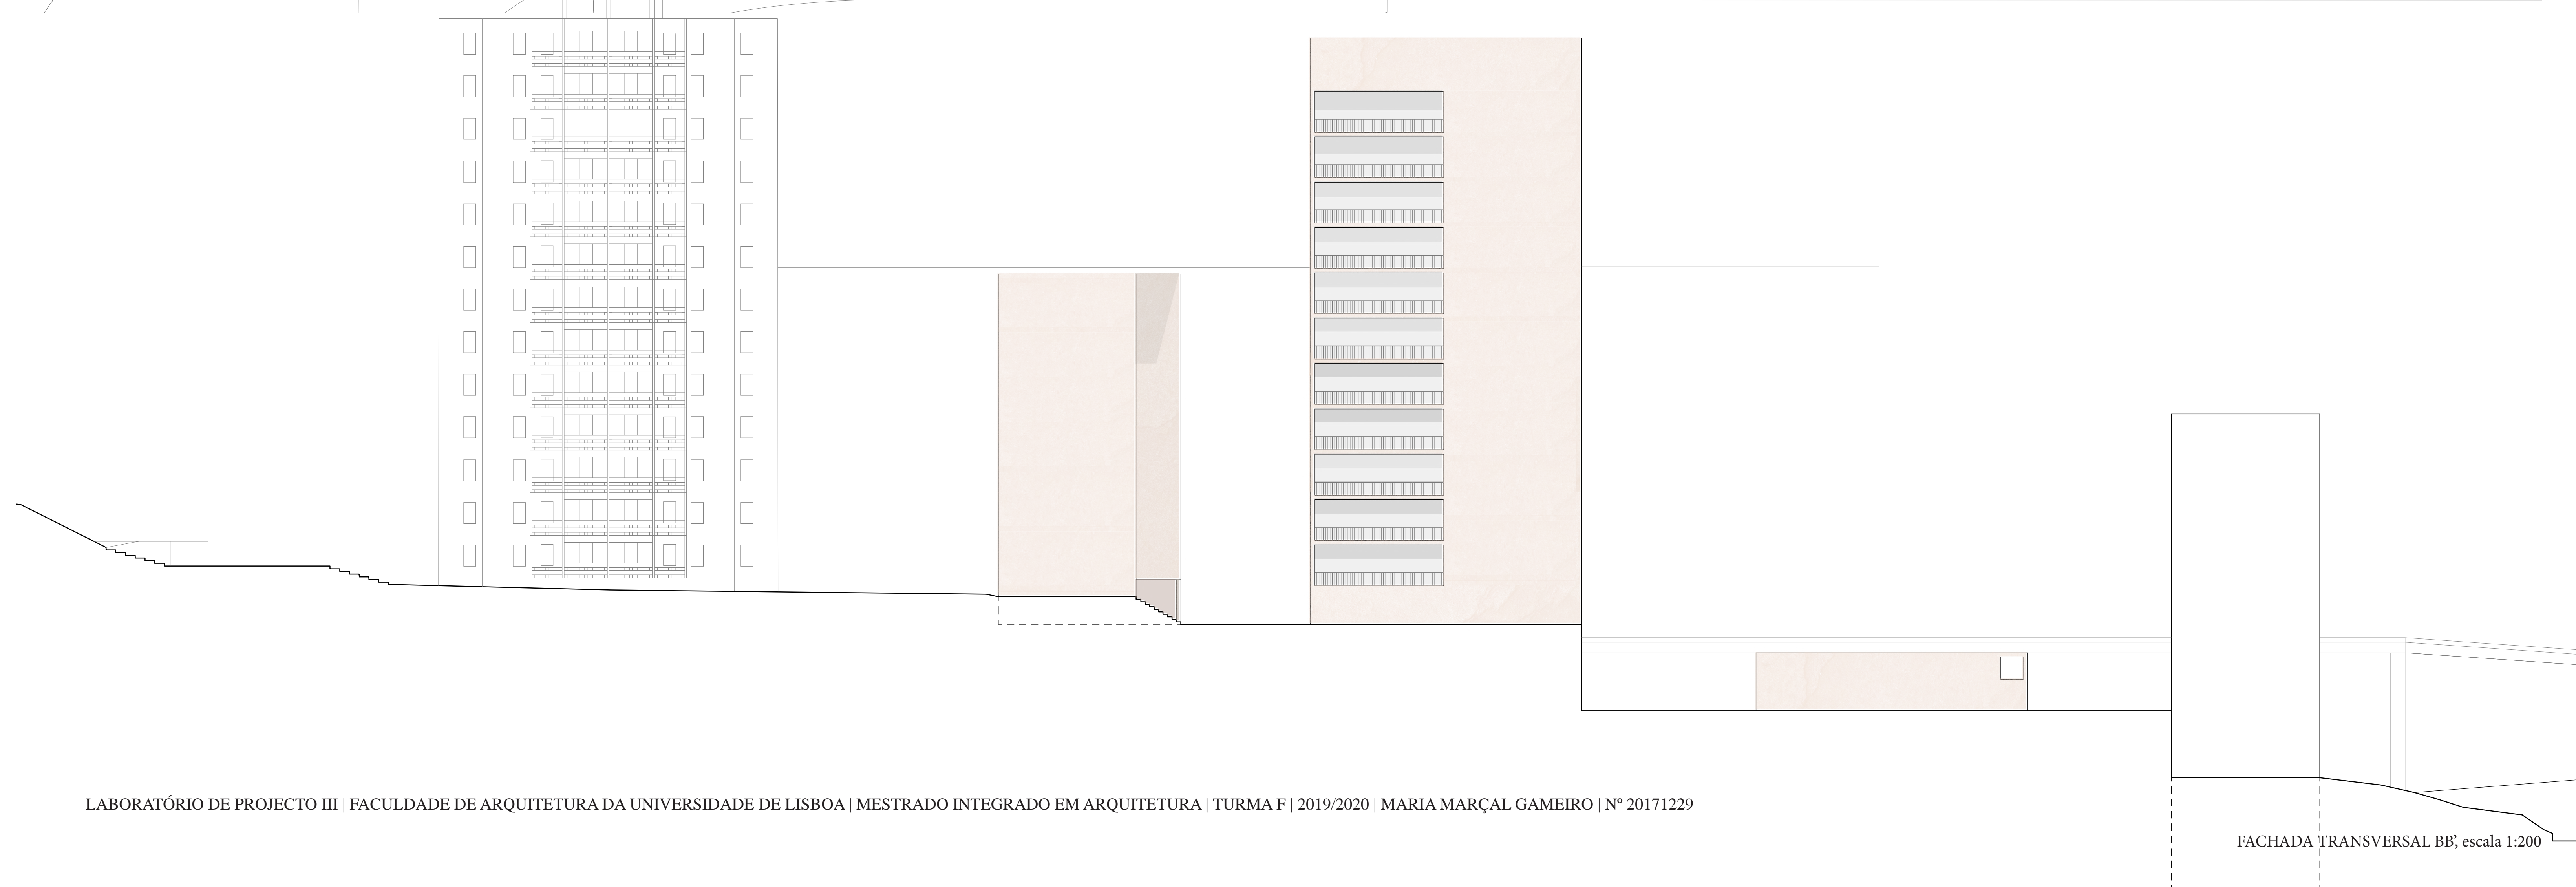 LABORATÓRIO DE PROJECTO III | FACULDADE DE ARQUITETURA DA UNIVERSIDADE DE LISBOA | MESTRADO INTEGRADO EM ARQUITETURA | TURMA F | 2019/2020 | MARIA MARÇAL GAMEIRO | Nº 20171229
FACHADA TRANSVERSAL BB', escala 1:200